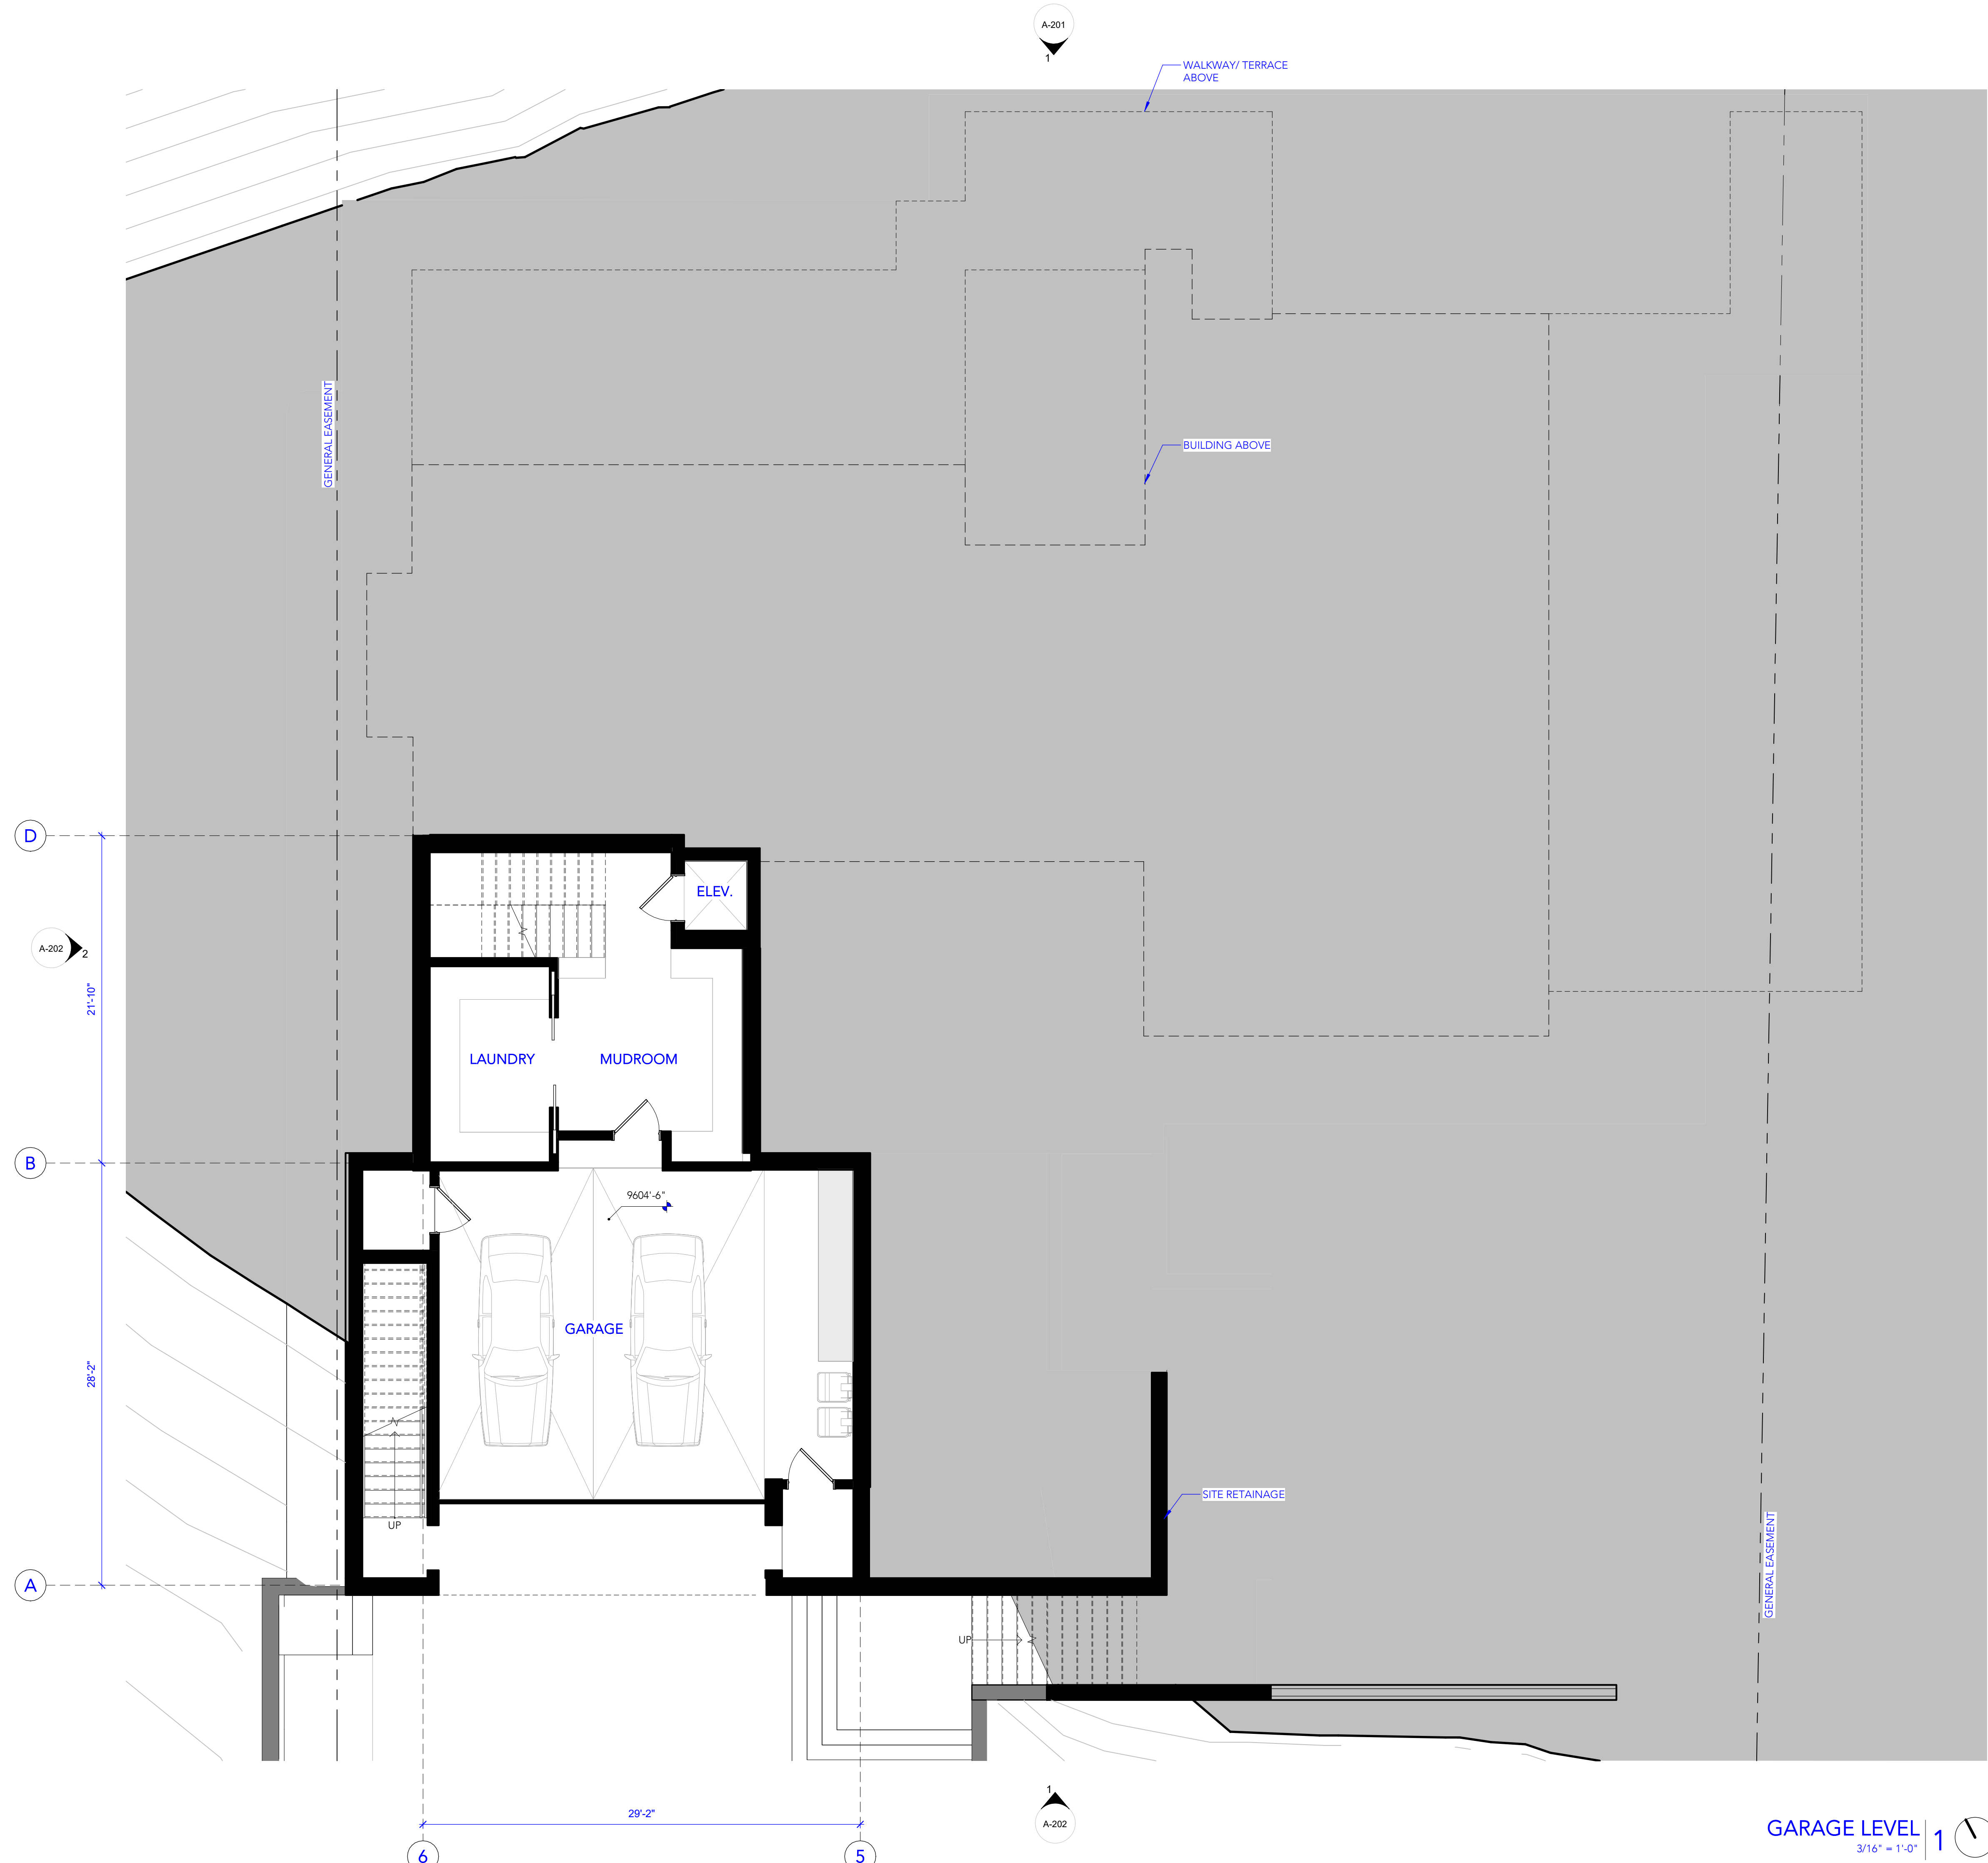 A-201
1
WALKWAY/ TERRACE
ABOVE
GENERAL EASEMENT
BUILDING ABOVE
D
ELEV.
A-202
2
21'-10"
LAUNDRY
MUDROOM
B
9604'-6"
GARAGE
28'-2"
SITE RETAINAGE
UP
GENERAL EASEMENT
A
UP
1
A-202
29'-2"
6
5
GARAGE LEVEL
3/16" = 1'-0"
1